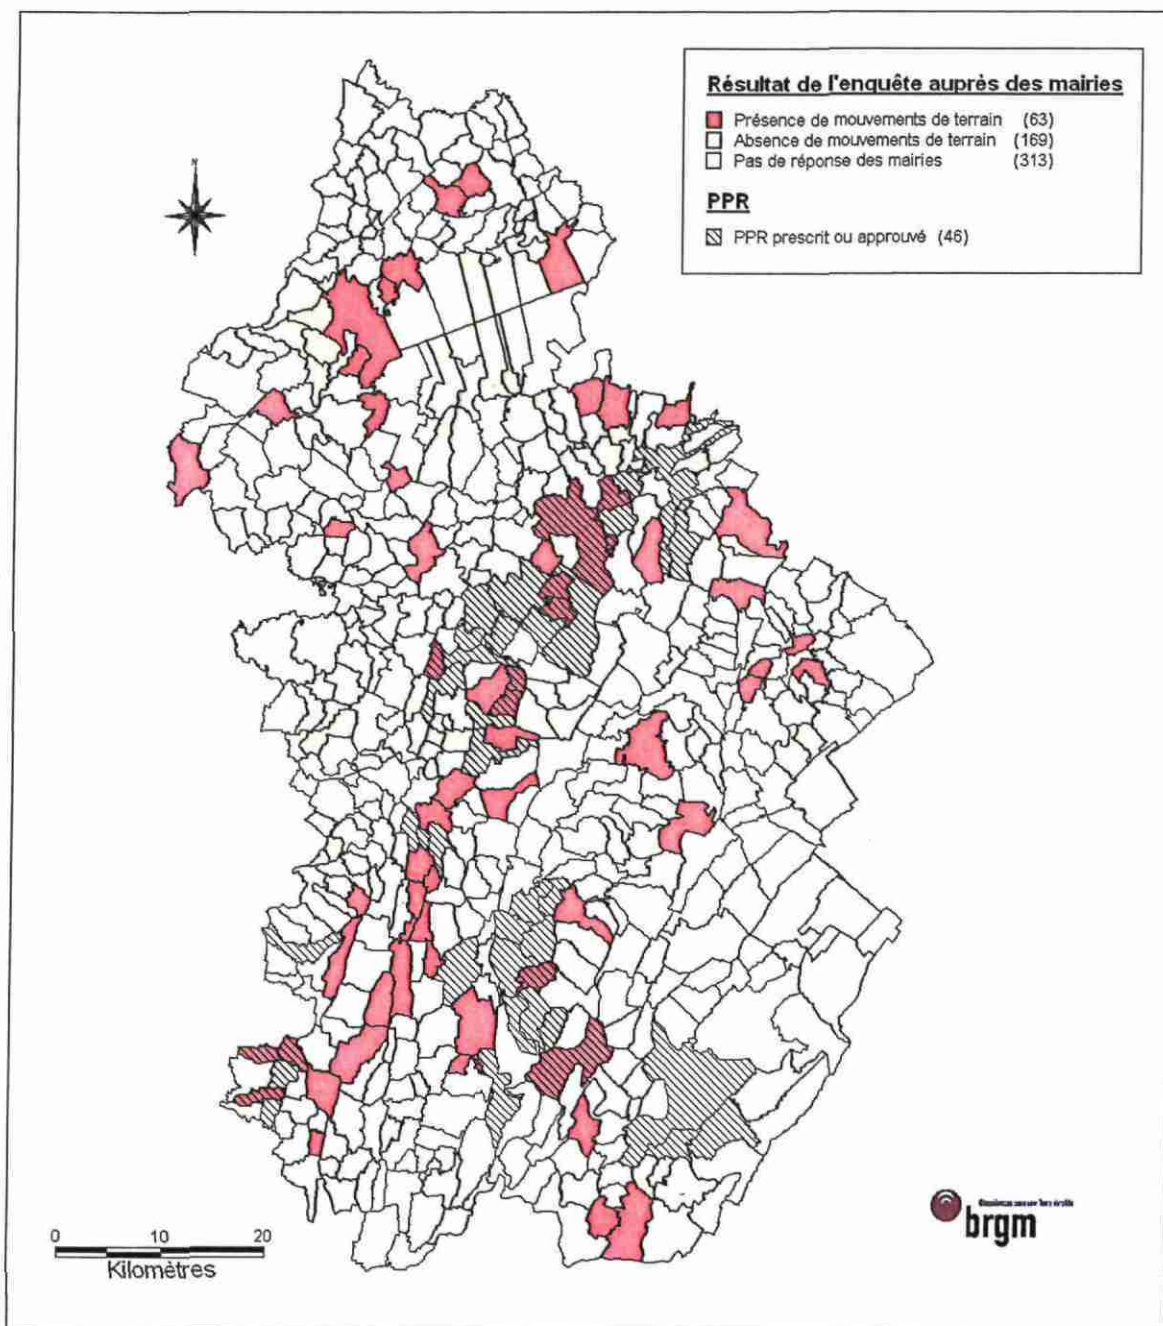 Résultat de l'enquête auprès des mairies
Présence de mouvements de terrain (63)
Absence de mouvements de terrain (169)
Pas de réponse des mairies (313)
PPR
PPR prescrit ou approuvé (46)
N
0 10 20
Kilomètres
brgm